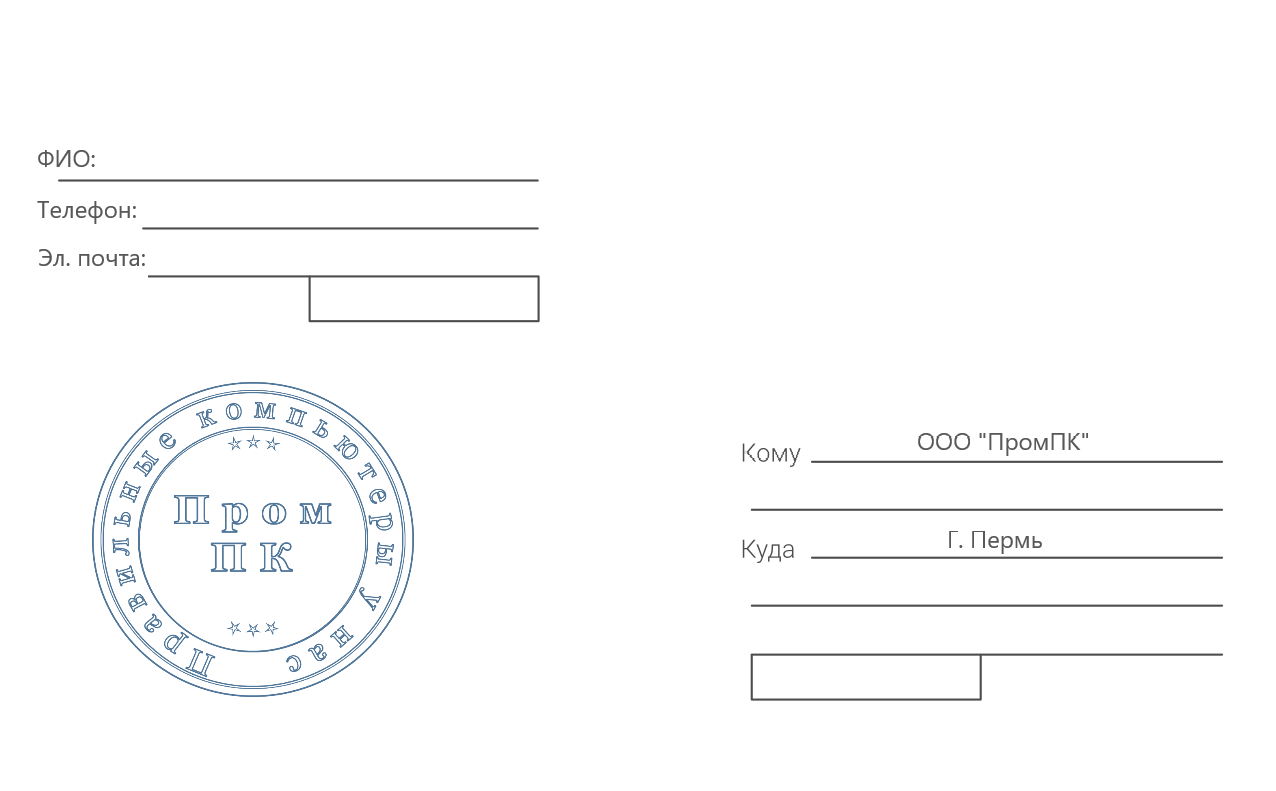 ФИО:
Телефон:
Эл. почта:
Правильные компьютеры у нас
Пром
ПК
Кому ООО "ПромПК"
Куда Г. Пермь